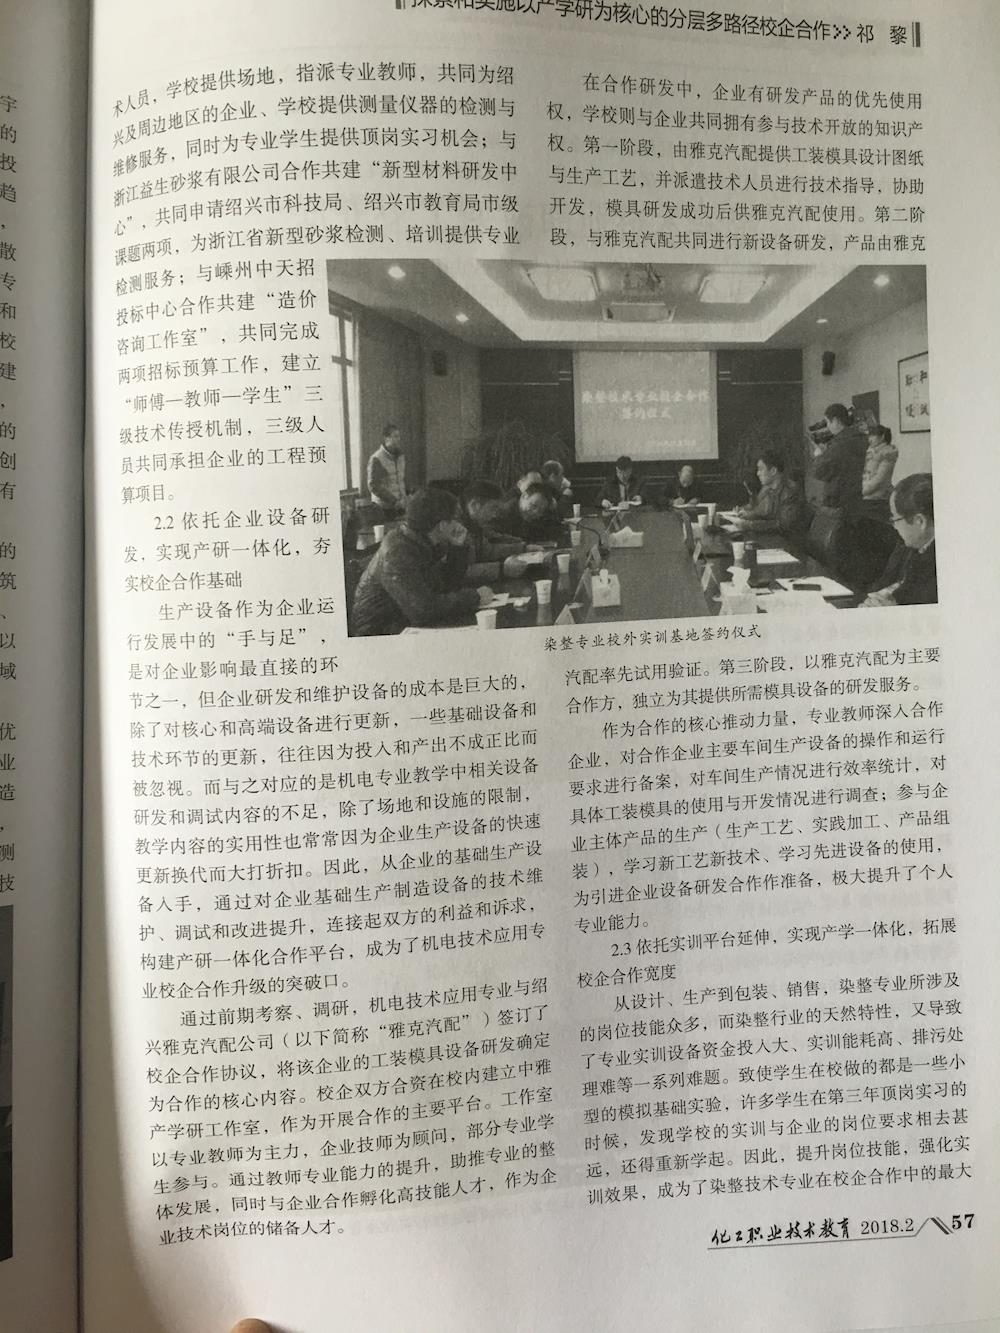 探索和实施以产学研为核心的分层多路径校企合作>> 祁 黎
术人员，学校提供场地，指派专业教师，共同为绍
兴及周边地区的企业、学校提供测量仪器的检测与
维修服务，同时为专业学生提供顶岗实习机会；与
浙江益生砂浆有限公司合作共建“新型材料研发中
心”，共同申请绍兴市科技局、绍兴市教育局市级
课题两项，为浙江省新型砂浆检测、培训提供专业
检测服务；与嵊州中天招
投标中心合作共建“造价
咨询工作室”，共同完成
两项招标预算工作，建立
“师傅—教师—学生”三
级技术传授机制，三级人
员共同承担企业的工程预
算项目。
2.2 依托企业设备研
发，实现产研一体化，夯
实校企合作基础
生产设备作为企业运
行发展中的“手与足”，
是对企业影响最直接的环
节之一，但企业研发和维护设备的成本是巨大的，
除了对核心和高端设备进行更新，一些基础设备和
技术环节的更新，往往因为投入和产出不成正比而
被忽视。而与之对应的是机电专业教学中相关设备
研发和调试内容的不足，除了场地和设施的限制，
教学内容的实用性也常常因为企业生产设备的快速
更新换代而大打折扣。因此，从企业的基础生产设
备入手，通过对企业基础生产制造设备的技术维
护、调试和改进提升，连接起双方的利益和诉求，
构建产研一体化合作平台，成为了机电技术应用专
业校企合作升级的突破口。
通过前期考察、调研，机电技术应用专业与绍
兴雅克汽配公司（以下简称“雅克汽配”）签订了
校企合作协议，将该企业的工装模具设备研发确定
为合作的核心内容。校企双方合资在校内建立中雅
产学研工作室，作为开展合作的主要平台。工作室
以专业教师为主力，企业技师为顾问，部分专业学
生参与。通过教师专业能力的提升，助推专业的整
体发展，同时与企业合作孵化高技能人才，作为企
业技术岗位的储备人才。
在合作研发中，企业有研发产品的优先使用
权，学校则与企业共同拥有参与技术开放的知识产
权。第一阶段，由雅克汽配提供工装模具设计图纸
与生产工艺，并派遣技术人员进行技术指导，协助
开发，模具研发成功后供雅克汽配使用。第二阶
段，与雅克汽配共同进行新设备研发，产品由雅克
染整技术专业校企合作
签约仪式
染整专业校外实训基地签约仪式
汽配率先试用验证。第三阶段，以雅克汽配为主要
合作方，独立为其提供所需模具设备的研发服务。
作为合作的核心推动力量，专业教师深入合作
企业，对合作企业主要车间生产设备的操作和运行
要求进行备案，对车间生产情况进行效率统计，对
具体工装模具的使用与开发情况进行调查；参与企
业主体产品的生产（生产工艺、实践加工、产品组
装），学习新工艺新技术、学习先进设备的使用，
为引进企业设备研发合作作准备，极大提升了个人
专业能力。
2.3 依托实训平台延伸，实现产学一体化，拓展
校企合作宽度
从设计、生产到包装、销售，染整专业所涉及
的岗位技能众多，而染整行业的天然特性，又导致
了专业实训设备资金投入大、实训能耗高、排污处
理难等一系列难题。致使学生在校做的都是一些小
型的模拟基础实验，许多学生在第三年顶岗实习的
时候，发现学校的实训与企业的岗位要求相去甚
远，还得重新学起。因此，提升岗位技能，强化实
训效果，成为了染整技术专业在校企合作中的最大
化工职业技术教育 2018.2 57
宇
的
投
趋
，
散
专
和
校
建
，
的
创
有
的
筑
、
以
域
优
业
造
，
测
技